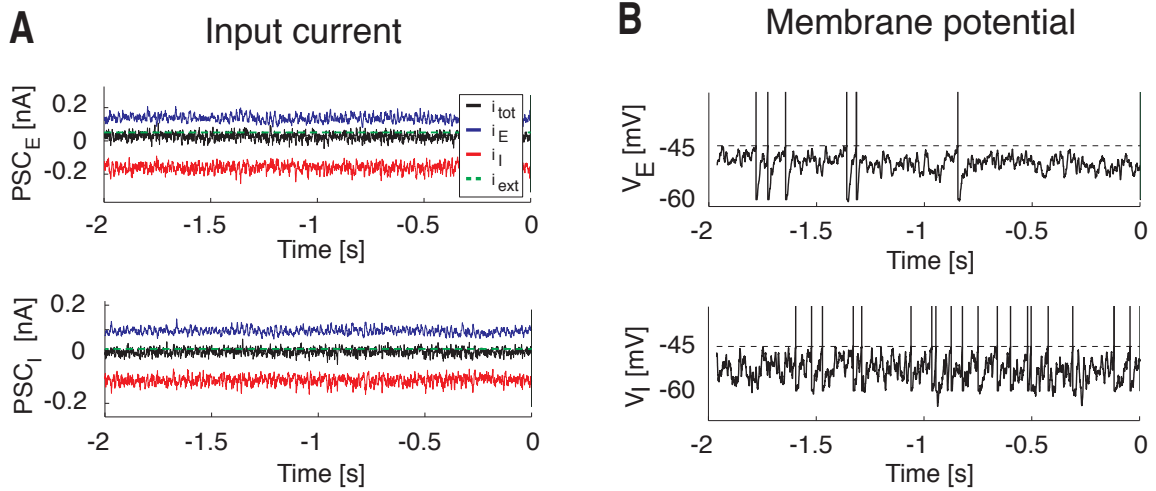 A
Input current
PSC_E [nA]
0.2
0
-0.2
i_tot
i_E
i_I
i_ext
-2
-1.5
-1
-0.5
0
Time [s]
PSC_I [nA]
0.2
0
-0.2
-2
-1.5
-1
-0.5
0
Time [s]
B
Membrane potential
V_E [mV]
-45
-60
-2
-1.5
-1
-0.5
0
Time [s]
V_I [mV]
-45
-60
-2
-1.5
-1
-0.5
0
Time [s]